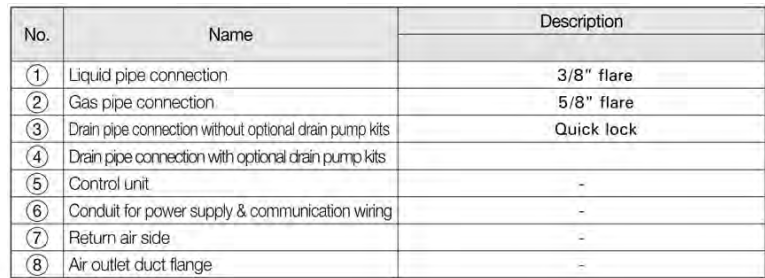 No. Name Description
① Liquid pipe connection 3/8" flare
② Gas pipe connection 5/8" flare
③ Drain pipe connection without optional drain pump kits Quick lock
④ Drain pipe connection with optional drain pump kits
⑤ Control unit -
⑥ Conduit for power supply & communication wiring -
⑦ Return air side -
⑧ Air outlet duct flange -